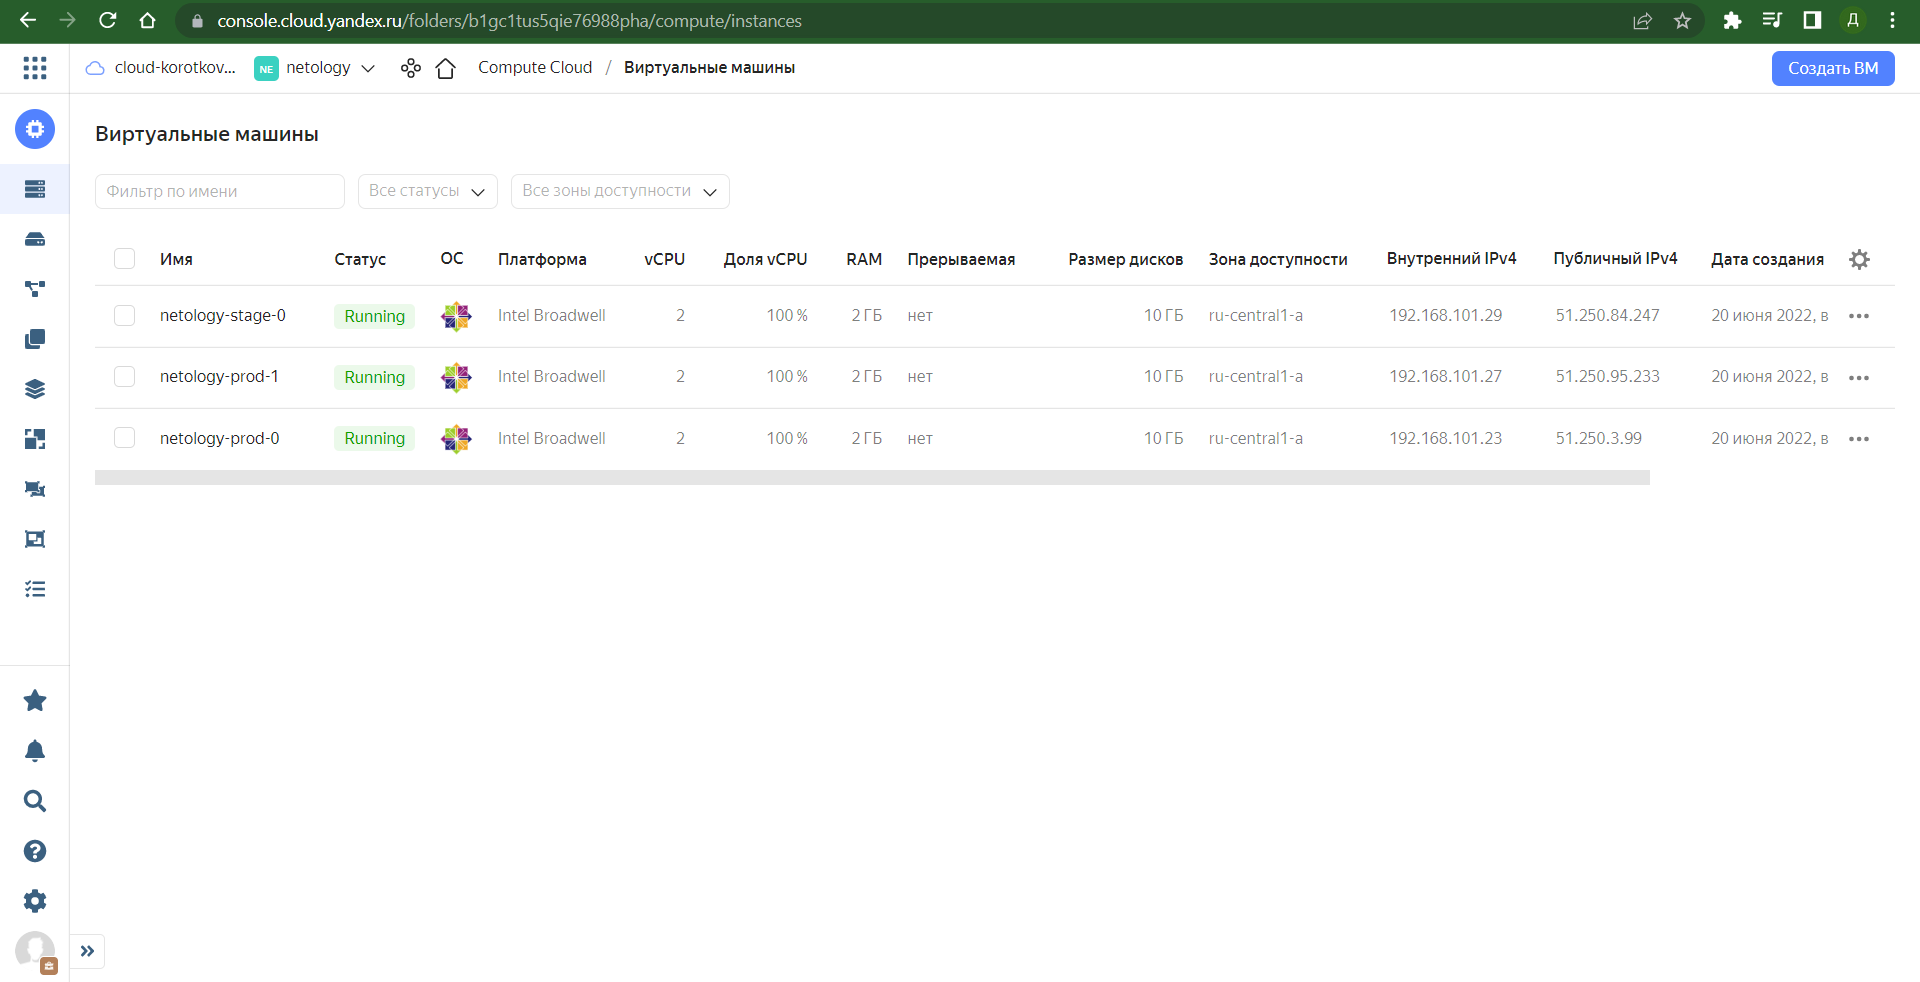 console.cloud.yandex.ru/folders/b1gc1tus5qie76988pha/compute/instances
Д
cloud-korotkov... NE netology Compute Cloud / Виртуальные машины Создать ВМ
Виртуальные машины
Фильтр по имени Все статусы Все зоны доступности
Имя Статус ОС Платформа vCPU Доля vCPU RAM Прерываемая Размер дисков Зона доступности Внутренний IPv4 Публичный IPv4 Дата создания
netology-stage-0 Running Intel Broadwell 2 100 % 2 ГБ нет 10 ГБ ru-central1-a 192.168.101.29 51.250.84.247 20 июня 2022, в
netology-prod-1 Running Intel Broadwell 2 100 % 2 ГБ нет 10 ГБ ru-central1-a 192.168.101.27 51.250.95.233 20 июня 2022, в
netology-prod-0 Running Intel Broadwell 2 100 % 2 ГБ нет 10 ГБ ru-central1-a 192.168.101.23 51.250.3.99 20 июня 2022, в